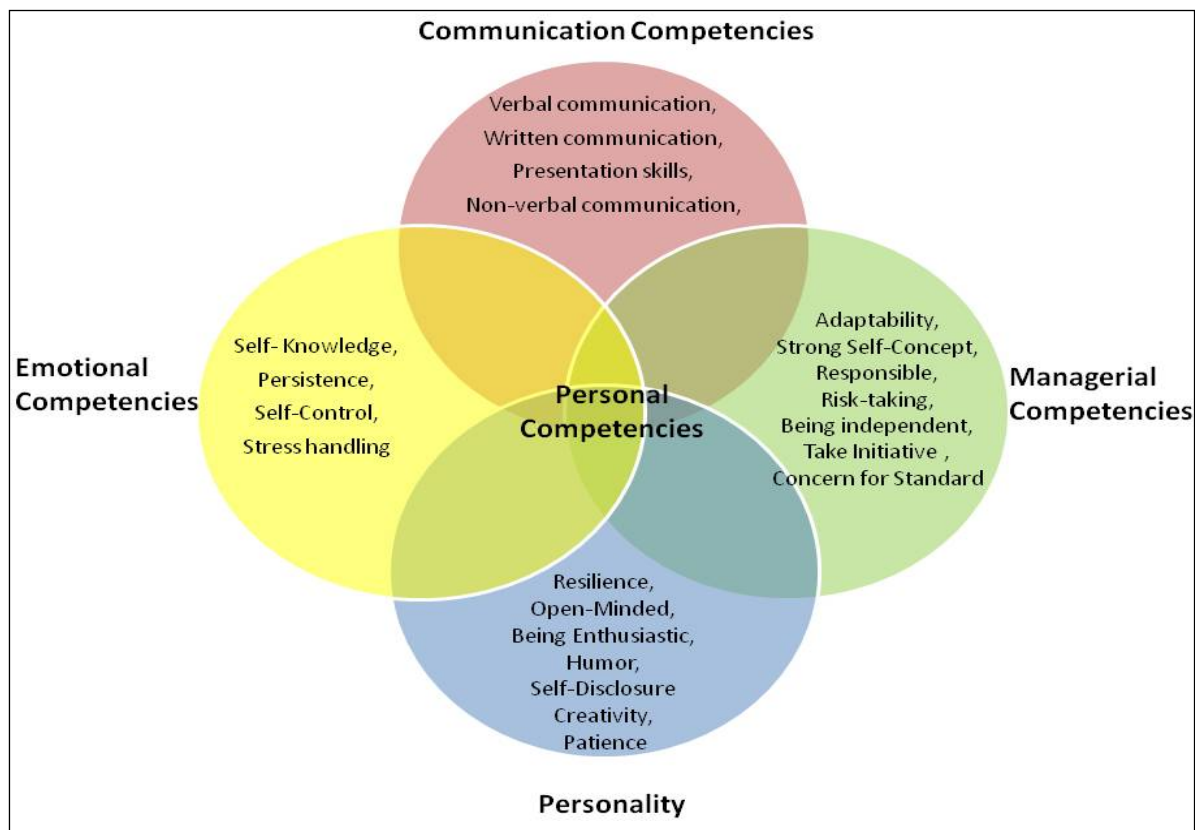 Communication Competencies
Verbal communication,
Written communication,
Presentation skills,
Non-verbal communication,
Emotional
Competencies
Self- Knowledge,
Persistence,
Self-Control,
Stress handling
Personal
Competencies
Adaptability,
Strong Self-Concept,
Responsible,
Risk-taking,
Being independent,
Take Initiative ,
Concern for Standard
Managerial
Competencies
Resilience,
Open-Minded,
Being Enthusiastic,
Humor,
Self-Disclosure
Creativity,
Patience
Personality